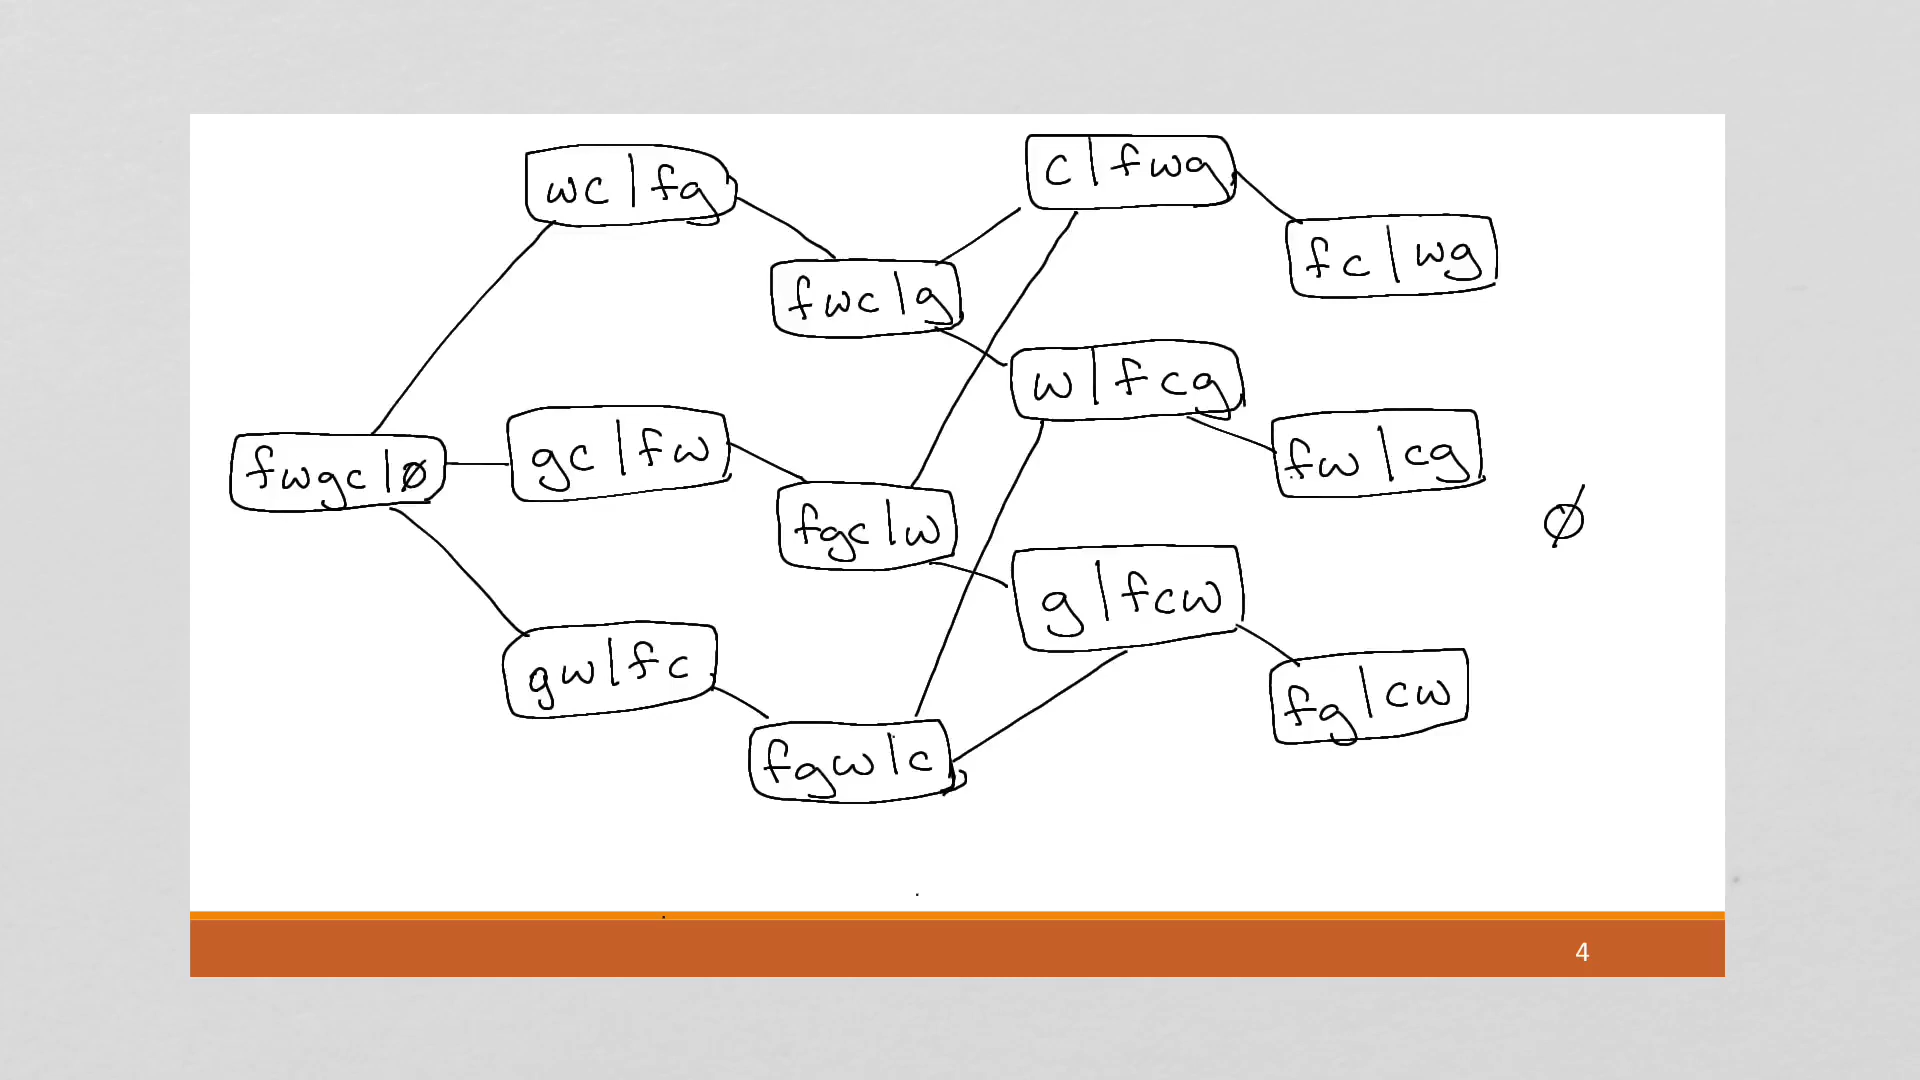 wc | fg
c | fwg
fc | wg
fwc | g
w | fcg
fwgc | ∅
gc | fw
fw | cg
fgc | w
∅
g | fcw
gw | fc
fg | cw
fgw | c
4